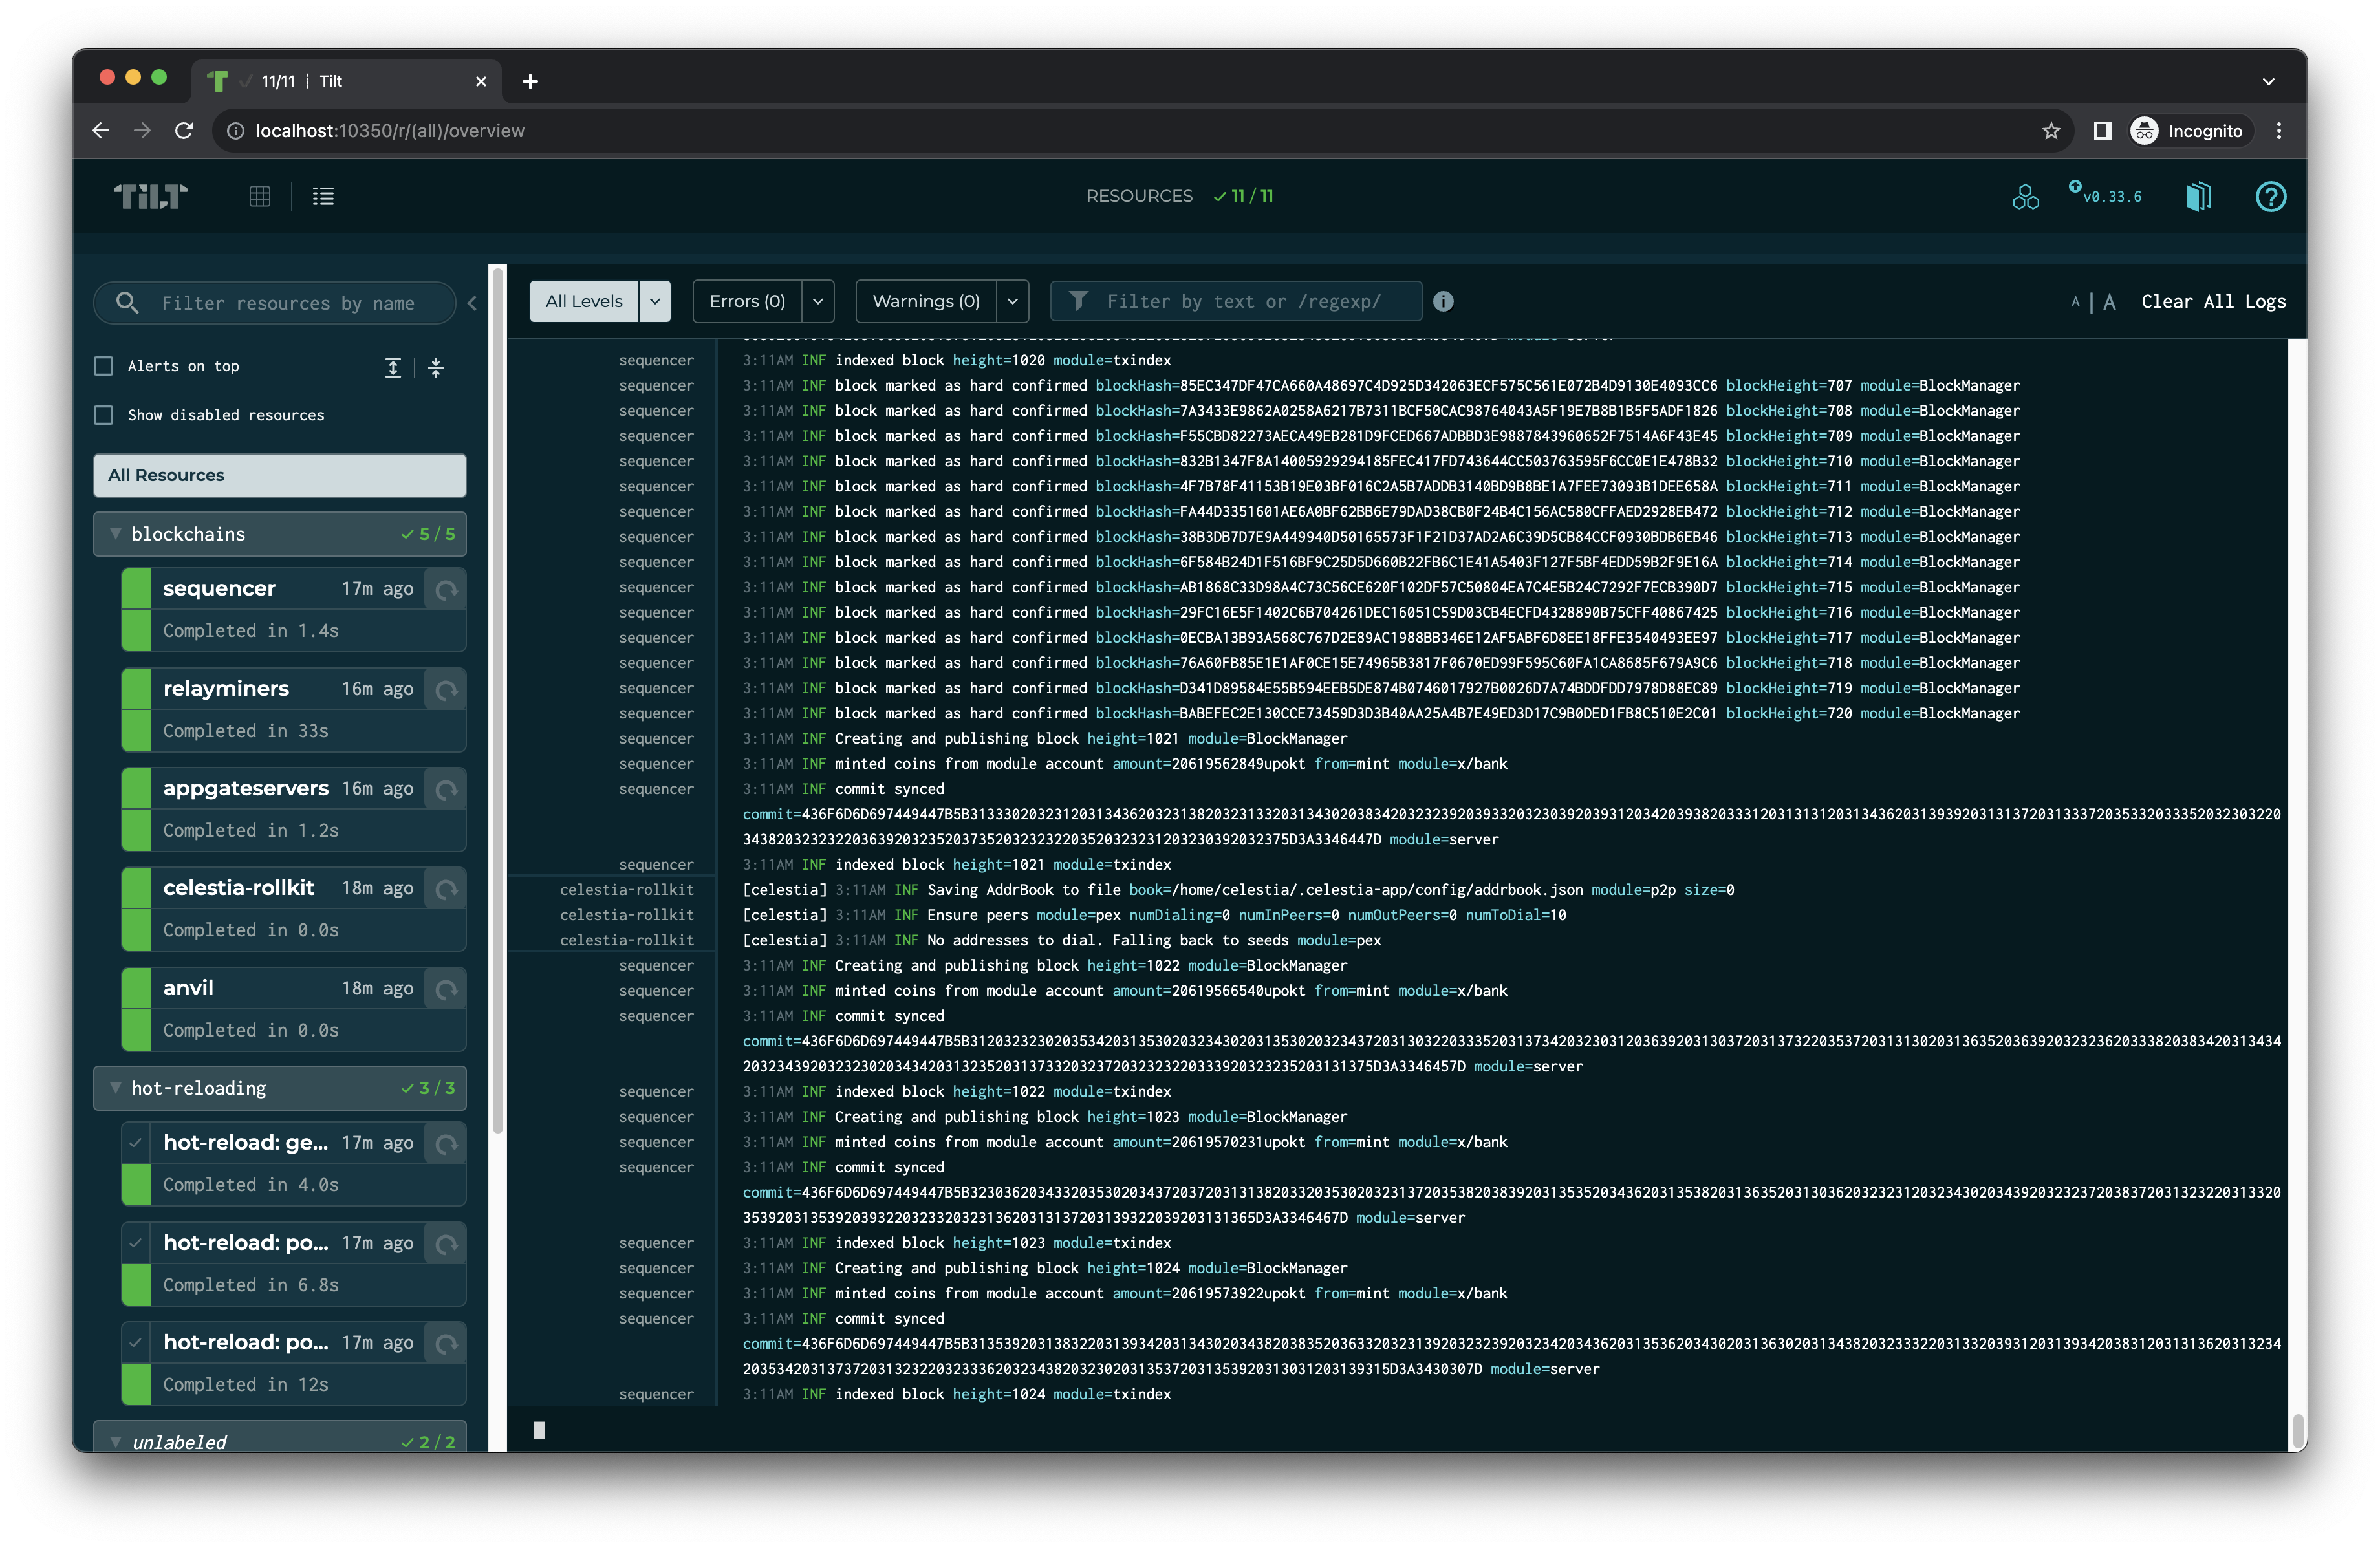 11/11 | Tilt
localhost:10350/r/(all)/overview
Incognito
TILT
RESOURCES 11/11
v0.33.6
Filter resources by name
All Levels
Errors (0)
Warnings (0)
Filter by text or /regexp/
A | A
Clear All Logs
Alerts on top
Show disabled resources
All Resources
blockchains 5/5
sequencer 17m ago
Completed in 1.4s
relayminers 16m ago
Completed in 33s
appgateservers 16m ago
Completed in 1.2s
celestia-rollkit 18m ago
Completed in 0.0s
anvil 18m ago
Completed in 0.0s
hot-reloading 3/3
hot-reload: ge... 17m ago
Completed in 4.0s
hot-reload: po... 17m ago
Completed in 6.8s
hot-reload: po... 17m ago
Completed in 12s
unlabeled 2/2
sequencer 3:11AM INF indexed block height=1020 module=txindex
sequencer 3:11AM INF block marked as hard confirmed blockHash=85EC347DF47CA660A48697C4D925D342063ECF575C561E072B4D9130E4093CC6 blockHeight=707 module=BlockManager
sequencer 3:11AM INF block marked as hard confirmed blockHash=7A3433E9862A0258A6217B7311BCF50CAC98764043A5F19E7B8B1B5F5ADF1826 blockHeight=708 module=BlockManager
sequencer 3:11AM INF block marked as hard confirmed blockHash=F55CBD82273AECA49EB281D9FCED667ADBBD3E9887843960652F7514A6F43E45 blockHeight=709 module=BlockManager
sequencer 3:11AM INF block marked as hard confirmed blockHash=832B1347F8A14005929294185FEC417FD743644CC503763595F6CC0E1E478B32 blockHeight=710 module=BlockManager
sequencer 3:11AM INF block marked as hard confirmed blockHash=4F7B78F41153B19E03BF016C2A5B7ADDB3140BD9B8BE1A7FEE73093B1DEE658A blockHeight=711 module=BlockManager
sequencer 3:11AM INF block marked as hard confirmed blockHash=FA44D3351601AE6A0BF62BB6E79DAD38CB0F24B4C156AC580CFFAED2928EB472 blockHeight=712 module=BlockManager
sequencer 3:11AM INF block marked as hard confirmed blockHash=38B3DB7D7E9A449940D50165573F1F21D37AD2A6C39D5CB84CCF0930BDB6EB46 blockHeight=713 module=BlockManager
sequencer 3:11AM INF block marked as hard confirmed blockHash=6F584B24D1F516BF9C25D5D660B22FB6C1E41A5403F127F5BF4EDD59B2F9E16A blockHeight=714 module=BlockManager
sequencer 3:11AM INF block marked as hard confirmed blockHash=AB1868C33D98A4C73C56CE620F102DF57C50804EA7C4E5B24C7292F7ECB390D7 blockHeight=715 module=BlockManager
sequencer 3:11AM INF block marked as hard confirmed blockHash=29FC16E5F1402C6B704261DEC16051C59D03CB4ECFD4328890B75CFF40867425 blockHeight=716 module=BlockManager
sequencer 3:11AM INF block marked as hard confirmed blockHash=0ECBA13B93A568C767D2E89AC1988BB346E12AF5ABF6D8EE18FFE3540493EE97 blockHeight=717 module=BlockManager
sequencer 3:11AM INF block marked as hard confirmed blockHash=76A60FB85E1E1AF0CE15E74965B3817F0670ED99F595C60FA1CA8685F679A9C6 blockHeight=718 module=BlockManager
sequencer 3:11AM INF block marked as hard confirmed blockHash=D341D89584E55B594EEB5DE874B0746017927B0026D7A74BDDFDD7978D88EC89 blockHeight=719 module=BlockManager
sequencer 3:11AM INF block marked as hard confirmed blockHash=BABEFEC2E130CCE73459D3D3B40AA25A4B7E49ED3D17C9B0DED1FB8C510E2C01 blockHeight=720 module=BlockManager
sequencer 3:11AM INF Creating and publishing block height=1021 module=BlockManager
sequencer 3:11AM INF minted coins from module account amount=20619562849upokt from=mint module=x/bank
sequencer 3:11AM INF commit synced
module=server
sequencer 3:11AM INF indexed block height=1021 module=txindex
celestia-rollkit [celestia] 3:11AM INF Saving AddrBook to file book=/home/celestia/.celestia-app/config/addrbook.json module=p2p size=0
celestia-rollkit [celestia] 3:11AM INF Ensure peers module=pex numDialing=0 numInPeers=0 numOutPeers=0 numToDial=10
celestia-rollkit [celestia] 3:11AM INF No addresses to dial. Falling back to seeds module=pex
sequencer 3:11AM INF Creating and publishing block height=1022 module=BlockManager
sequencer 3:11AM INF minted coins from module account amount=20619566540upokt from=mint module=x/bank
sequencer 3:11AM INF commit synced
module=server
sequencer 3:11AM INF indexed block height=1022 module=txindex
sequencer 3:11AM INF Creating and publishing block height=1023 module=BlockManager
sequencer 3:11AM INF minted coins from module account amount=20619570231upokt from=mint module=x/bank
sequencer 3:11AM INF commit synced
module=server
sequencer 3:11AM INF indexed block height=1023 module=txindex
sequencer 3:11AM INF Creating and publishing block height=1024 module=BlockManager
sequencer 3:11AM INF minted coins from module account amount=20619573922upokt from=mint module=x/bank
sequencer 3:11AM INF commit synced
module=server
sequencer 3:11AM INF indexed block height=1024 module=txindex